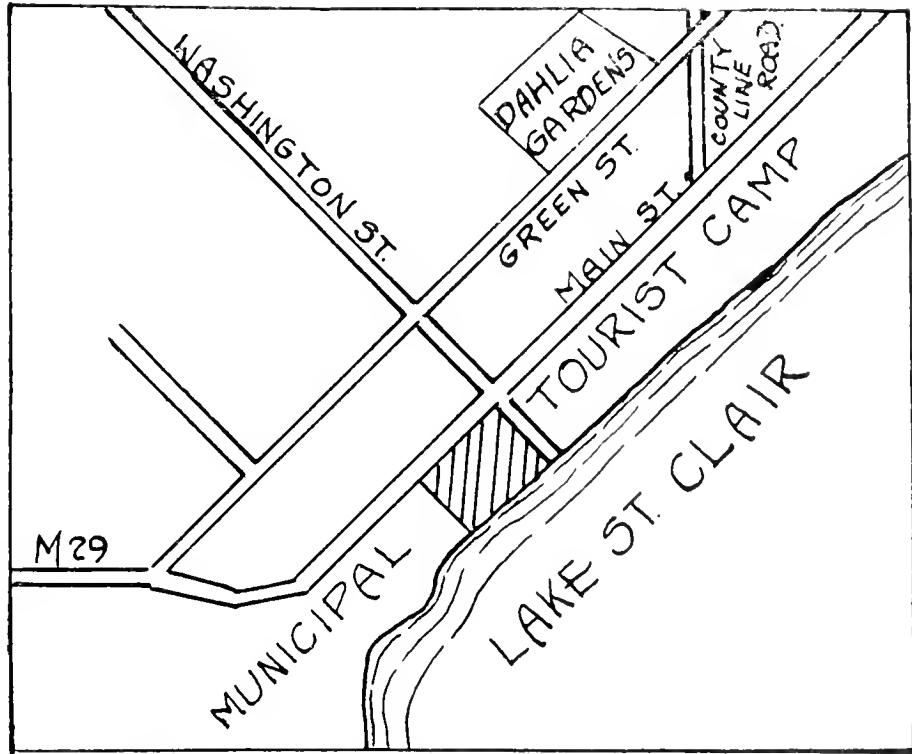 WASHINGTON ST.
DAHLIA
GARDENS
COUNTY
LINE
ROAD.
GREEN ST.
MAIN ST.
MUNICIPAL TOURIST CAMP
LAKE ST. CLAIR
M29